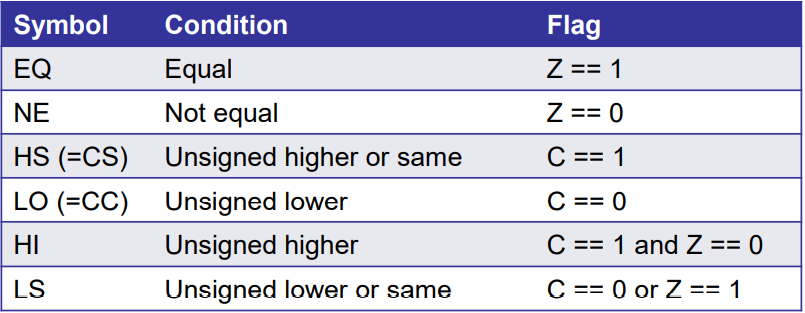 Symbol Condition Flag
EQ Equal Z == 1
NE Not equal Z == 0
HS (=CS) Unsigned higher or same C == 1
LO (=CC) Unsigned lower C == 0
HI Unsigned higher C == 1 and Z == 0
LS Unsigned lower or same C == 0 or Z == 1